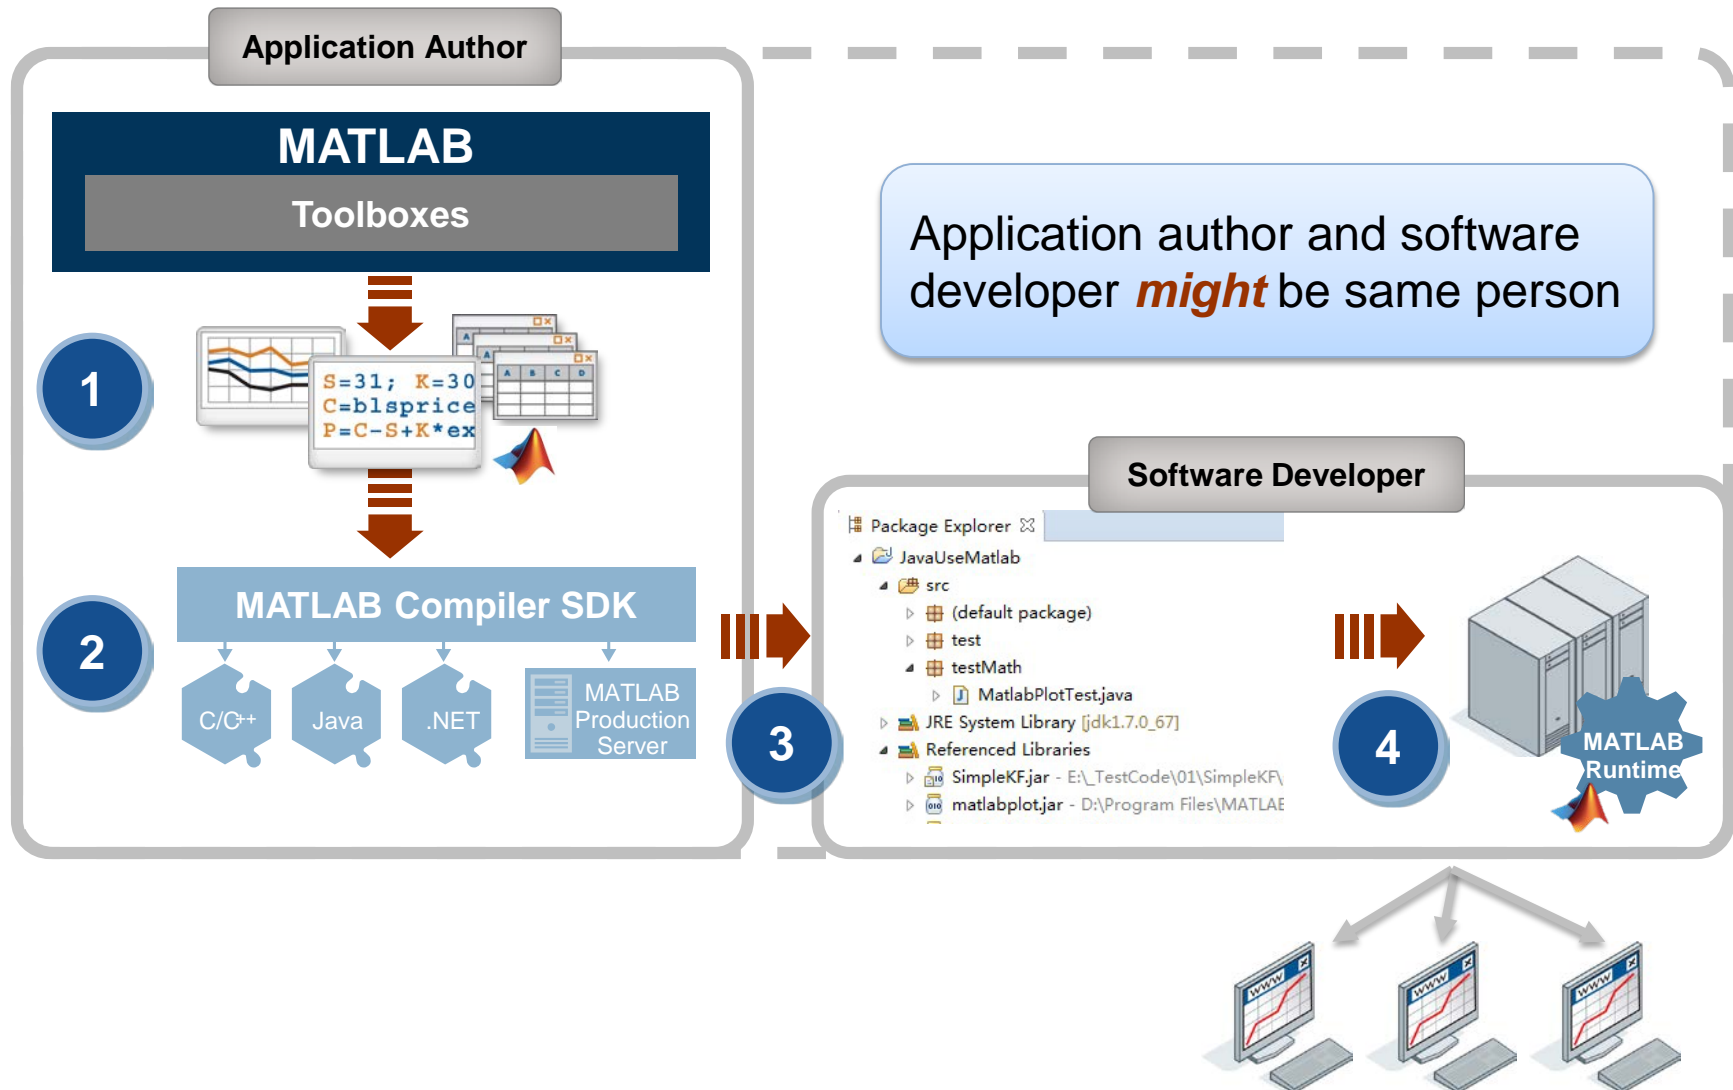 Application Author
MATLAB
Toolboxes
Application author and software
developer might be same person
1
A
A
A B C D
S=31; K=30
C=blsprice
P=C-S+K*ex
Software Developer
2
MATLAB Compiler SDK
C/C++
Java
.NET
MATLAB
Production
Server
3
Package Explorer
JavaUseMatlab
src
(default package)
test
testMath
MatlabPlotTest.java
JRE System Library [jdk1.7.0_67]
Referenced Libraries
SimpleKF.jar - E:\_TestCode\01\SimpleKF\
matlabplot.jar - D:\Program Files\MATLAB
4
MATLAB
Runtime
WWW
WWW
WWW